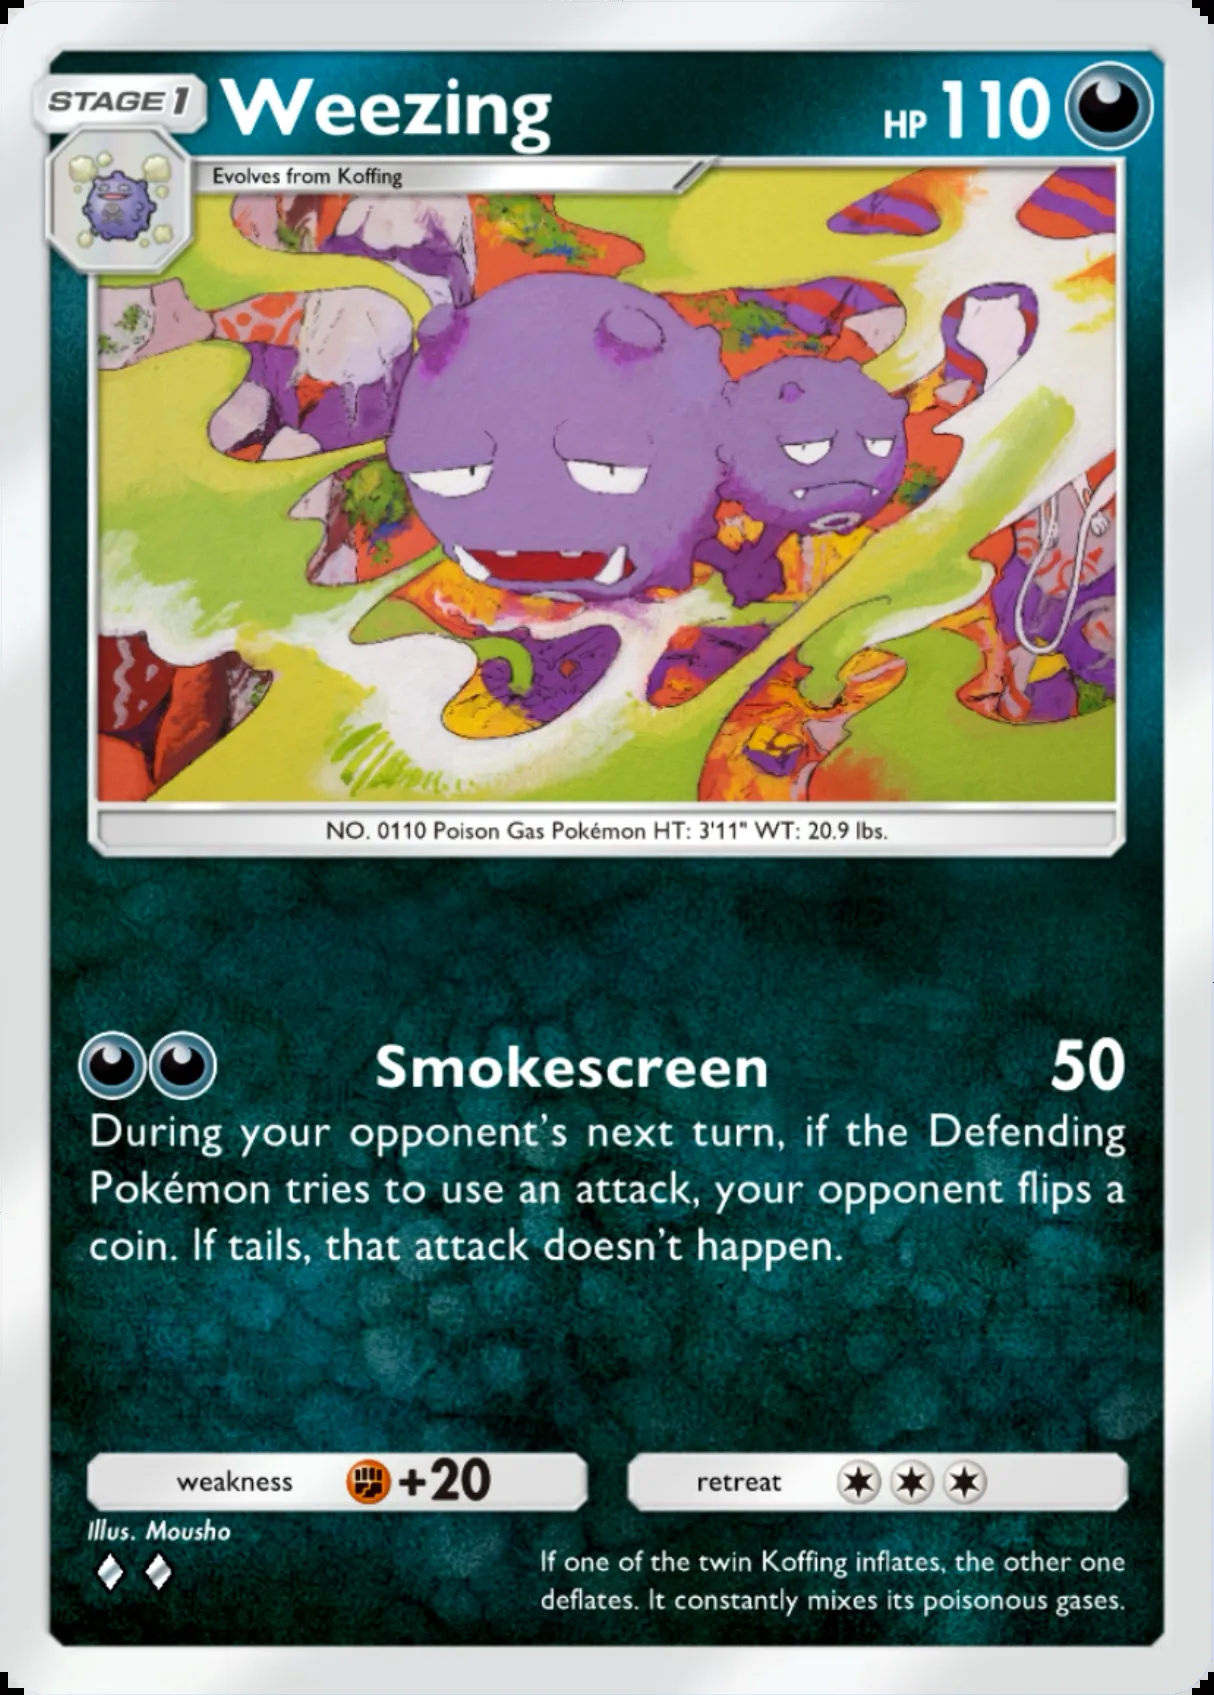 STAGE 1
Weezing
HP 110
Evolves from Koffing
NO. 0110 Poison Gas Pokémon HT: 3'11" WT: 20.9 lbs.
Smokescreen 50
During your opponent's next turn, if the Defending
Pokémon tries to use an attack, your opponent flips a
coin. If tails, that attack doesn't happen.
weakness +20
retreat
Illus. Mousho
If one of the twin Koffing inflates, the other one
deflates. It constantly mixes its poisonous gases.